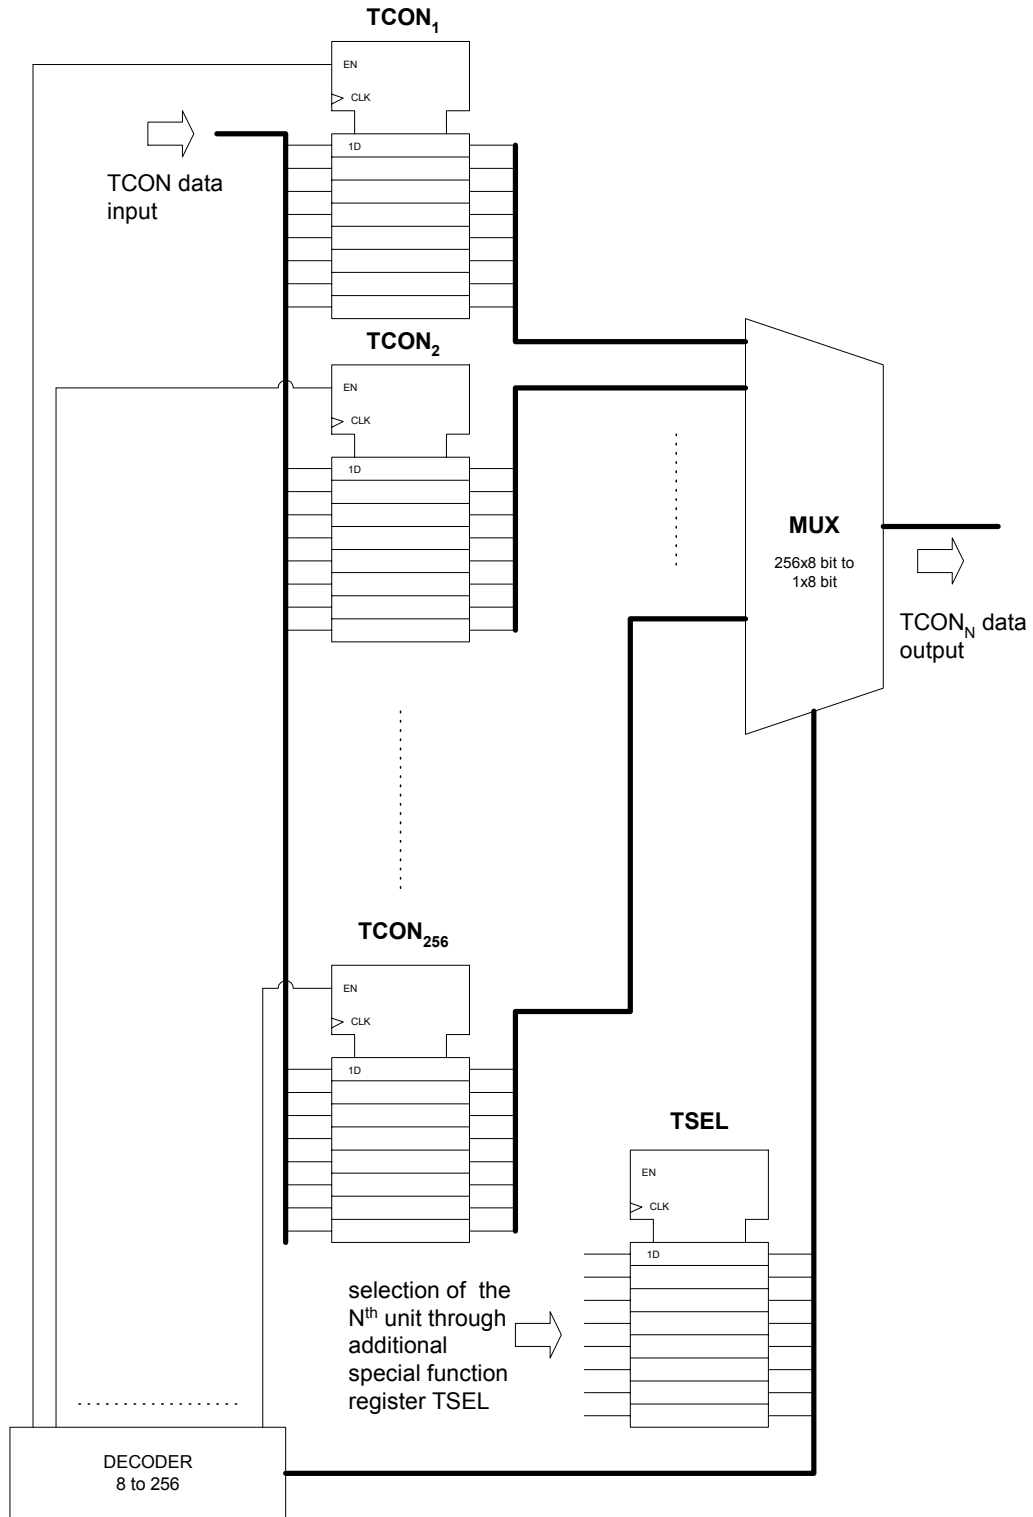 TCON1
EN
CLK
1D
TCON data
input
TCON2
EN
CLK
1D
MUX
256x8 bit to
1x8 bit
TCONN data
output
TCON256
EN
CLK
1D
TSEL
EN
CLK
1D
selection of the
Nth unit through
additional
special function
register TSEL
DECODER
8 to 256